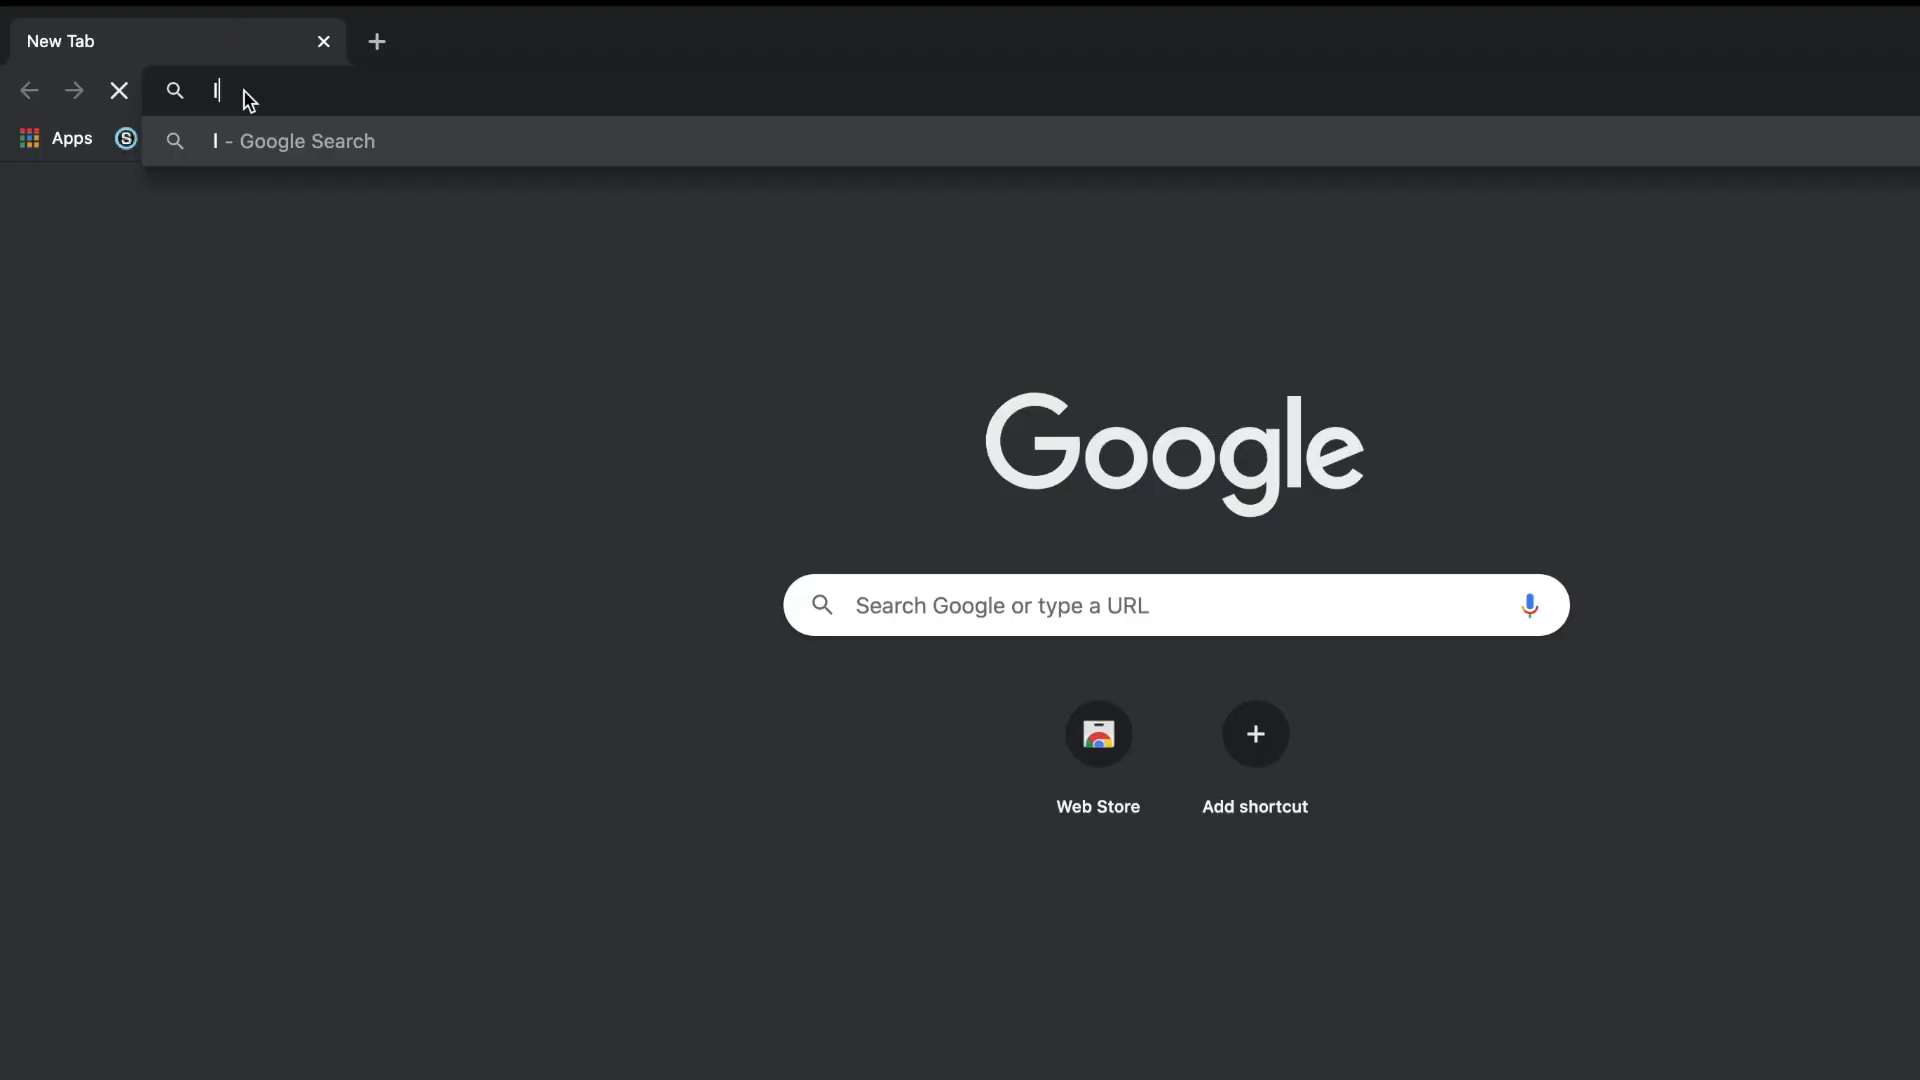 New Tab
l
Apps
l - Google Search
Google
Search Google or type a URL
Web Store
Add shortcut